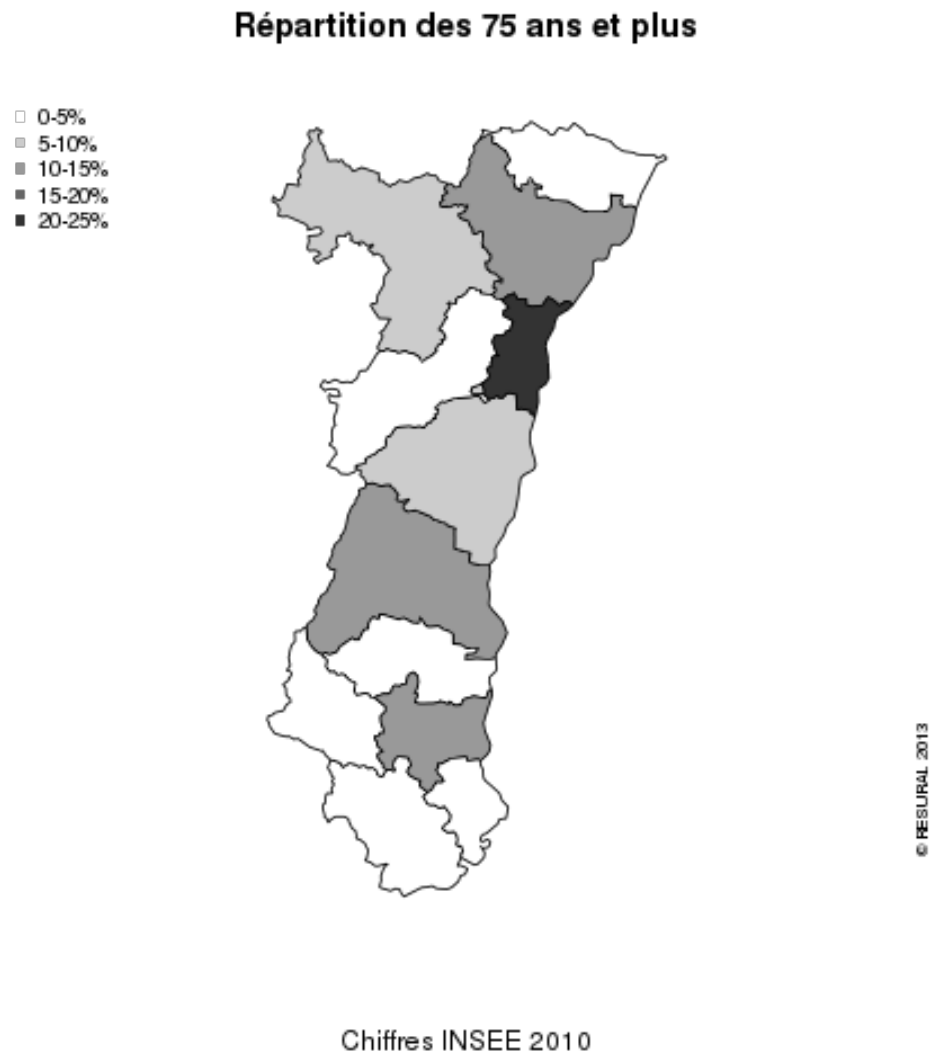 Répartition des 75 ans et plus
0-5%
5-10%
10-15%
15-20%
20-25%
© RESURAL 2013
Chiffres INSEE 2010